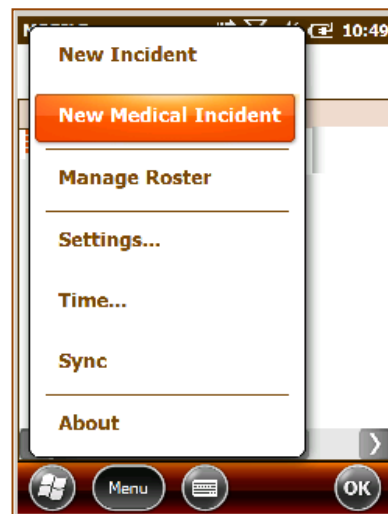 10:49
New Incident
New Medical Incident
Manage Roster
Settings...
Time...
Sync
About
Menu
OK